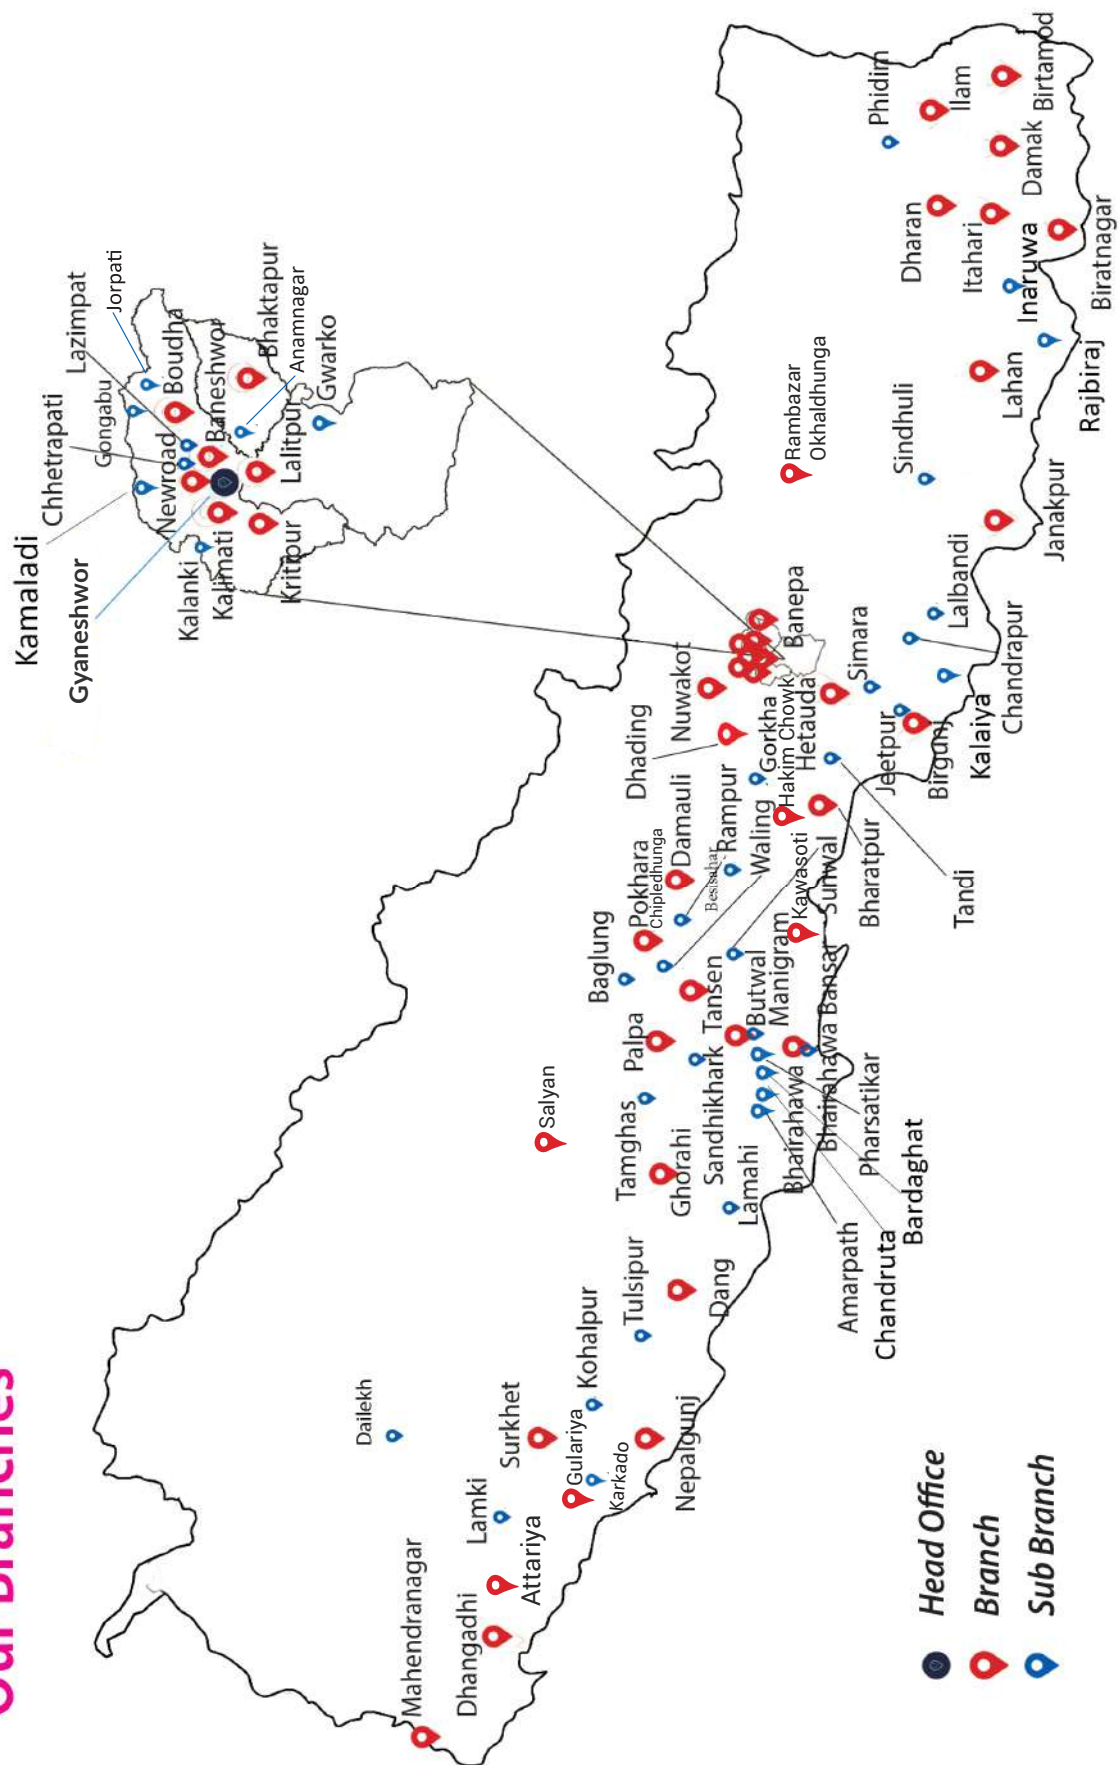 Our Branches
Kamaladi
Chhetrapati
Lazimpat
Jorpati
Gongabu
Boudha
Newroad
Baneshwor
Bhaktapur
Anamnagar
Gwarko
Lalitpur
Gyaneshwor
Kalanki
Kalimati
Kritipur
Mahendranagar
Dhangadhi
Attariya
Lamki
Dailekh
Surkhet
Gulariya
Karkado
Kohalpur
Nepalgunj
Tulsipur
Dang
Salyan
Ghorahi
Lamahi
Tamghas
Sandhikhark
Palpa
Tansen
Baglung
Pokhara
Chipledhunga
Damauli
Besisahar
Rampur
Waling
Butwal
Manigram
Sunwal
Kawasoti
Bhairahawa
Bhairahawa Bansar
Pharsatikar
Bardaghat
Chandruta
Amarpath
Dhading
Nuwakot
Gorkha
Hakim Chowk
Hetauda
Bharatpur
Tandi
Banepa
Simara
Jeetpur
Birgunj
Kalaiya
Chandrapur
Lalbandi
Janakpur
Sindhuli
Rambazar
Okhaldhunga
Lahan
Rajbiraj
Inaruwa
Itahari
Dharan
Biratnagar
Damak
Phidim
Ilam
Birtamod
Head Office
Branch
Sub Branch